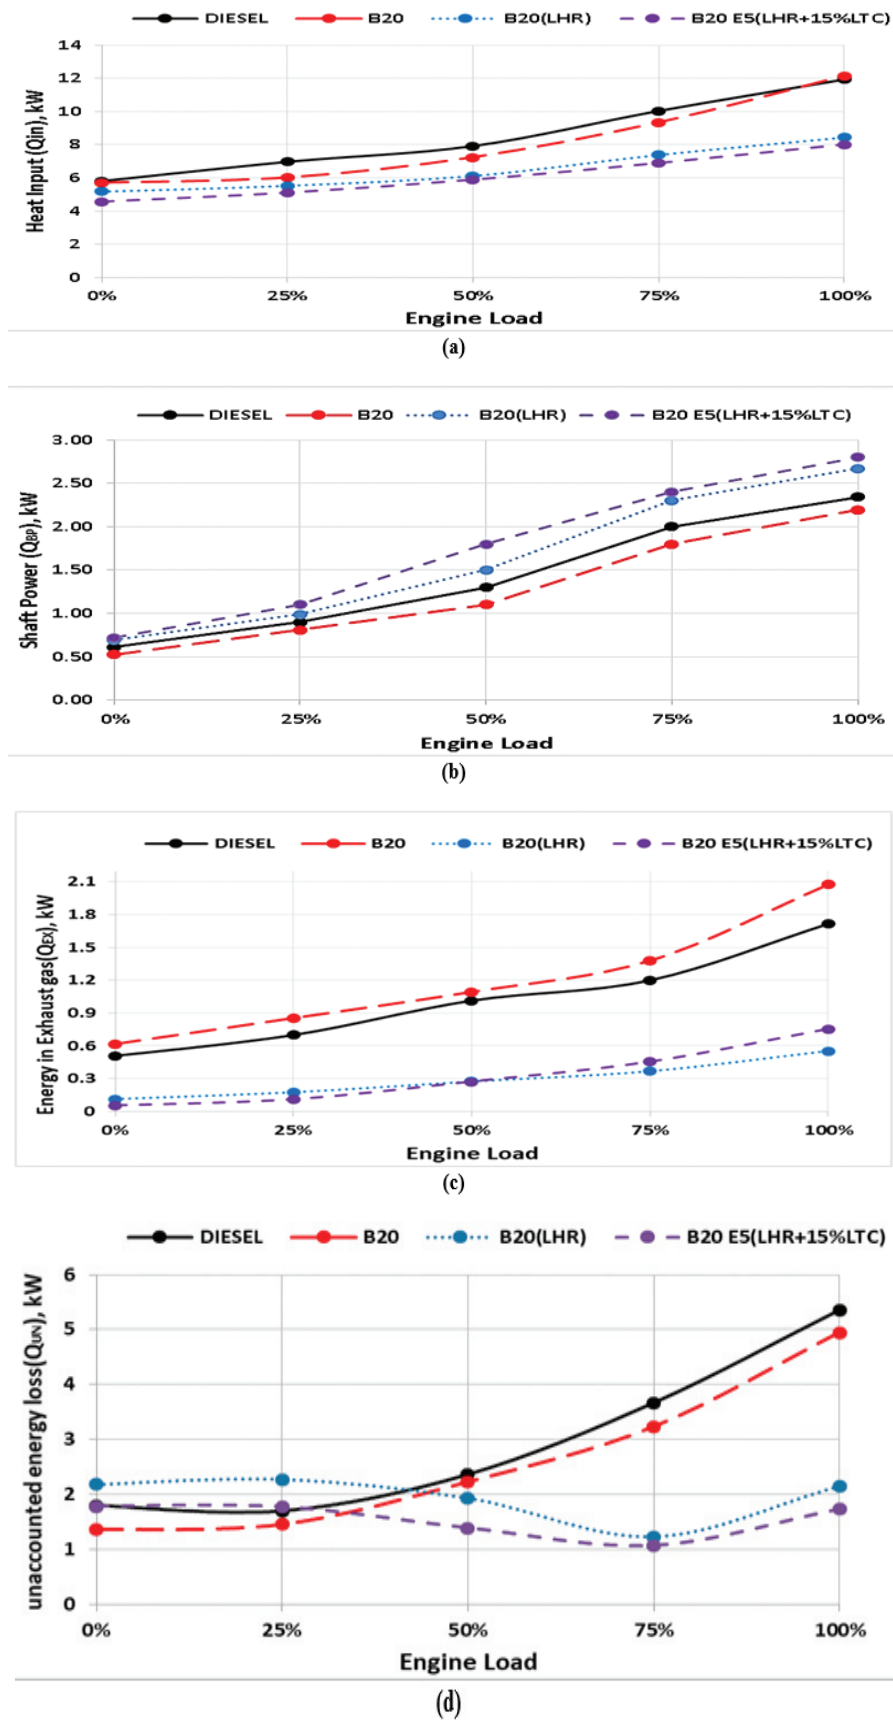 DIESEL B20 B20(LHR) B20 E5(LHR+15%LTC)
Heat Input (Qin), kW
14
12
10
8
6
4
2
0
0% 25% 50% 75% 100%
Engine Load
(a)
DIESEL B20 B20(LHR) B20 E5(LHR+15%LTC)
Shaft Power (QBP), kW
3.00
2.50
2.00
1.50
1.00
0.50
0.00
0% 25% 50% 75% 100%
Engine Load
(b)
DIESEL B20 B20(LHR) B20 E5(LHR+15%LTC)
Energy in Exhaust gas(QEX), kW
2.1
1.8
1.5
1.2
0.9
0.6
0.3
0
0% 25% 50% 75% 100%
Engine Load
(c)
DIESEL B20 B20(LHR) B20 E5(LHR+15%LTC)
unaccounted energy loss(QUN), kW
6
5
4
3
2
1
0
0% 25% 50% 75% 100%
Engine Load
(d)